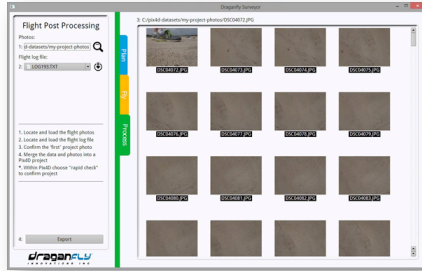 Draganfly Surveyor
Flight Post Processing
Photos:
1: d-datasets/my-project-photos
Flight log file:
2: LOG193.TXT
1. Locate and load the flight photos
2. Locate and load the flight log file
3. Confirm the 'first' project photo
4. Merge the data and photos into a
Pix4D project
*. Within Pix4D choose "rapid check"
to confirm project
4: Export
draganfly
INNOVATIONS INC
Plan
Fly
Process
3: C:/pix4d-datasets/my-project-photos/DSC04072.JPG
DSC04072.JPG DSC04073.JPG DSC04074.JPG DSC04075.JPG
DSC04076.JPG DSC04077.JPG DSC04078.JPG DSC04079.JPG
DSC04080.JPG DSC04081.JPG DSC04082.JPG DSC04083.JPG